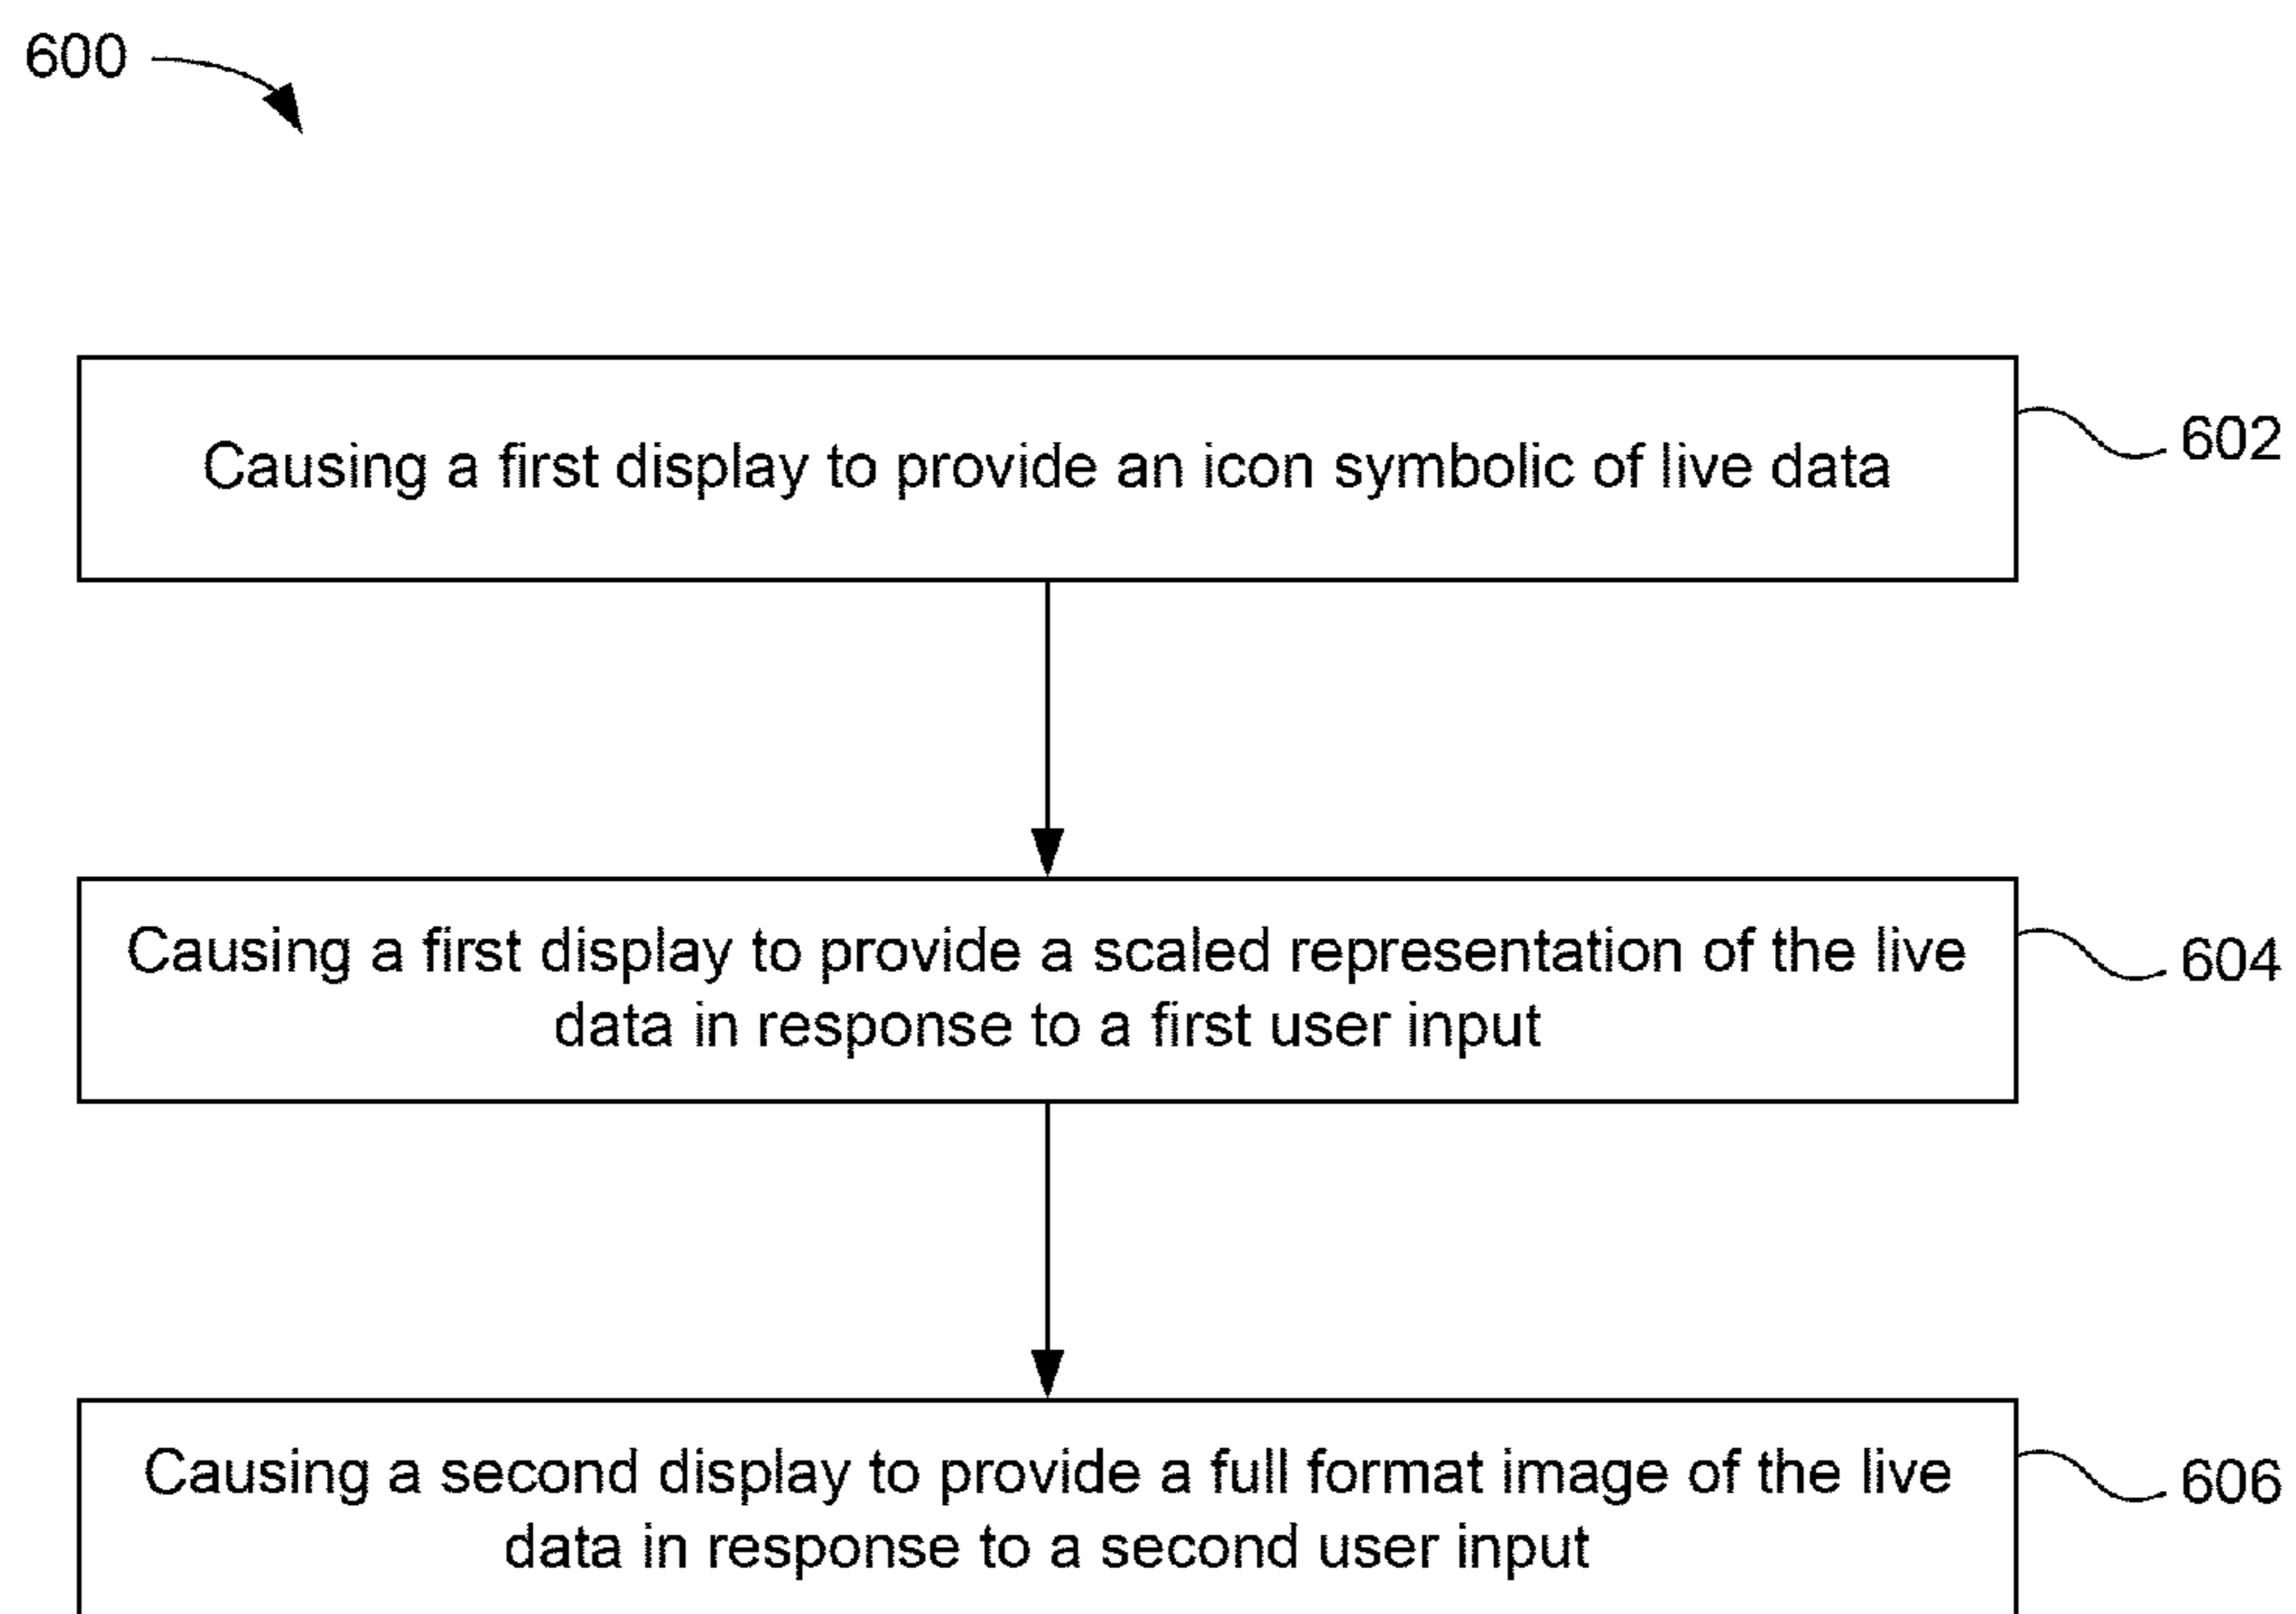 600
Causing a first display to provide an icon symbolic of live data
602
Causing a first display to provide a scaled representation of the live
data in response to a first user input
604
Causing a second display to provide a full format image of the live
data in response to a second user input
606